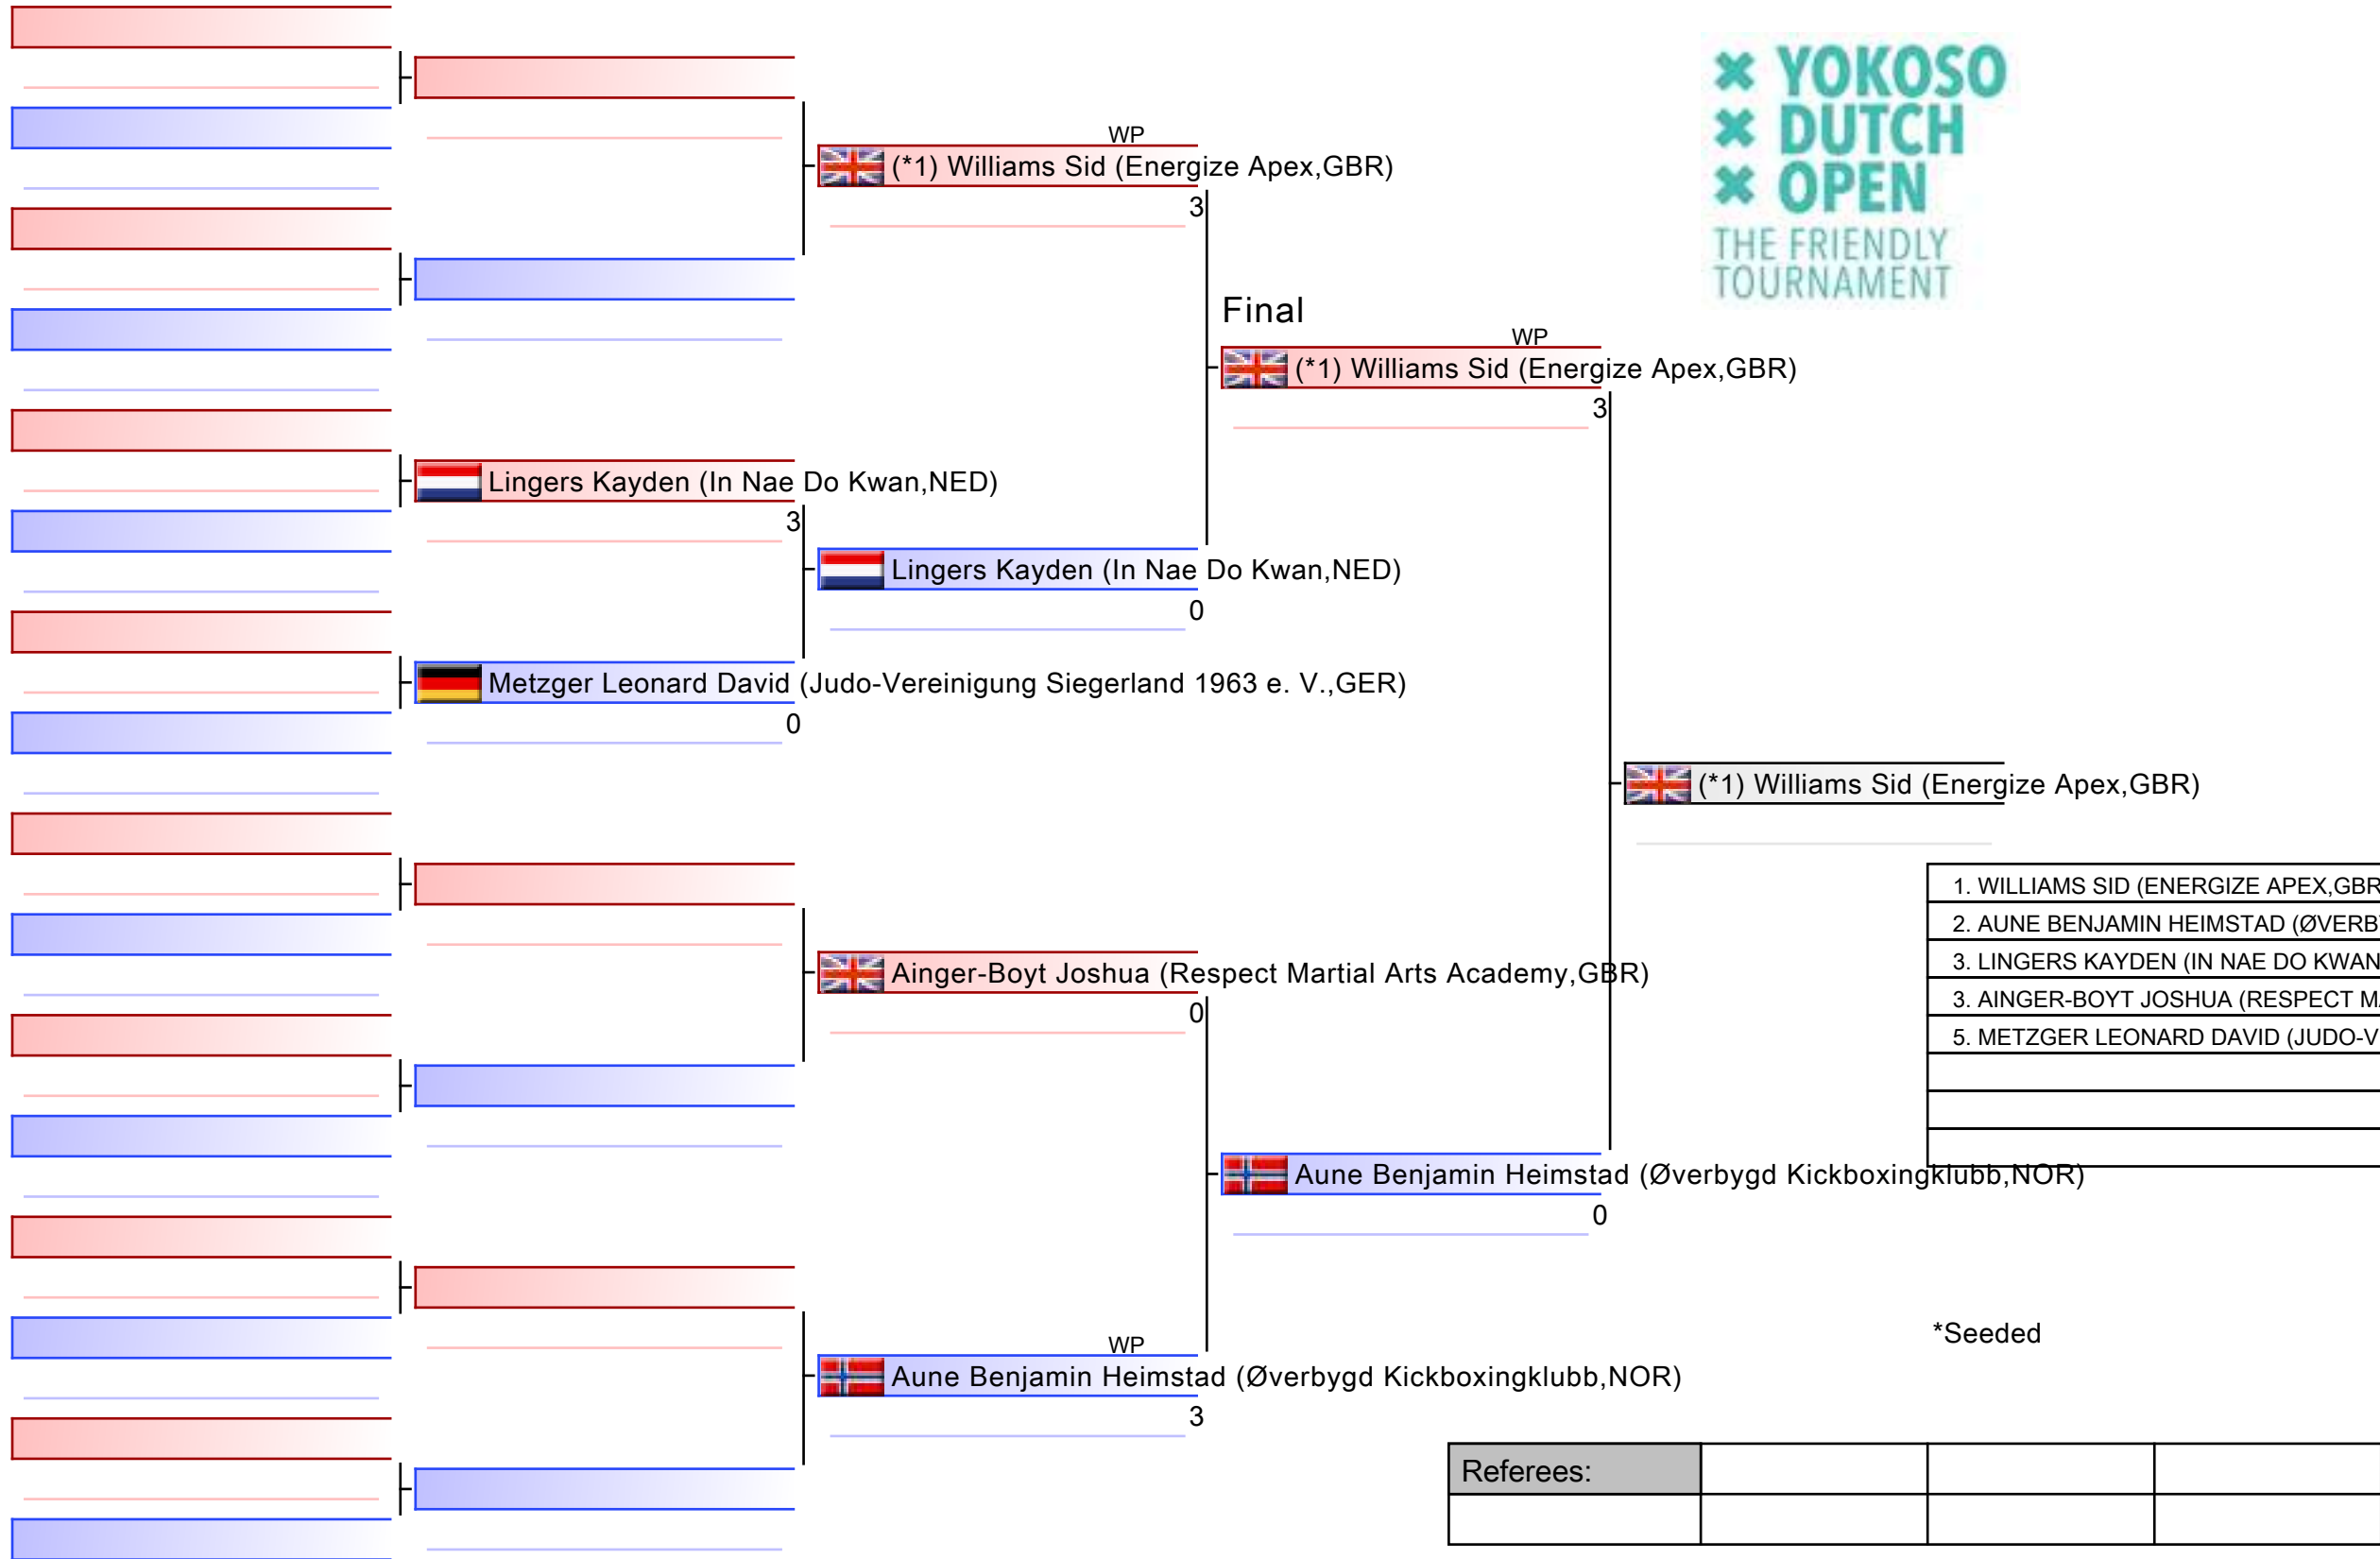 YOKOSO
DUTCH
OPEN
THE FRIENDLY
TOURNAMENT
WP
(*1) Williams Sid (Energize Apex,GBR)
3
Final
WP
(*1) Williams Sid (Energize Apex,GBR)
3
Lingers Kayden (In Nae Do Kwan,NED)
3
Lingers Kayden (In Nae Do Kwan,NED)
0
Metzger Leonard David (Judo-Vereinigung Siegerland 1963 e. V.,GER)
0
(*1) Williams Sid (Energize Apex,GBR)
1. WILLIAMS SID (ENERGIZE APEX,GBR
2. AUNE BENJAMIN HEIMSTAD (ØVERB
3. LINGERS KAYDEN (IN NAE DO KWAN
3. AINGER-BOYT JOSHUA (RESPECT M
5. METZGER LEONARD DAVID (JUDO-V
Ainger-Boyt Joshua (Respect Martial Arts Academy,GBR)
0
Aune Benjamin Heimstad (Øverbygd Kickboxingklubb,NOR)
0
*Seeded
WP
Aune Benjamin Heimstad (Øverbygd Kickboxingklubb,NOR)
3
Referees: